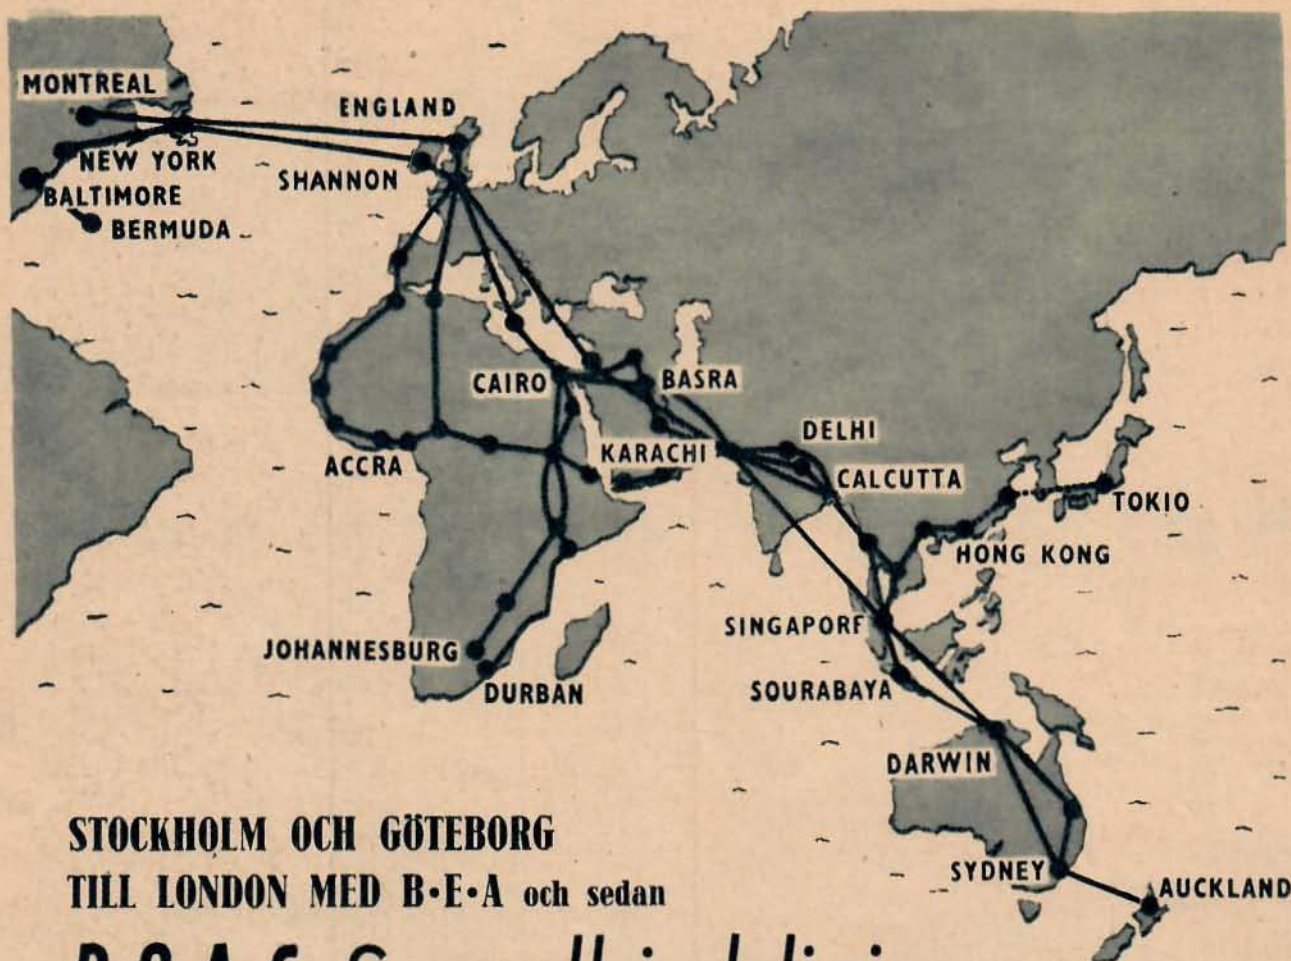 MONTREAL
ENGLAND
NEW YORK
SHANNON
BALTIMORE
BERMUDA
CAIRO
BASRA
DELHI
KARACHI
ACCRA
CALCUTTA
TOKIO
HONG KONG
SINGAPORE
JOHANNESBURG
SOURABAYA
DURBAN
DARWIN
SYDNEY
AUCKLAND
STOCKHOLM OCH GÖTEBORG
TILL LONDON MED B·E·A och sedan